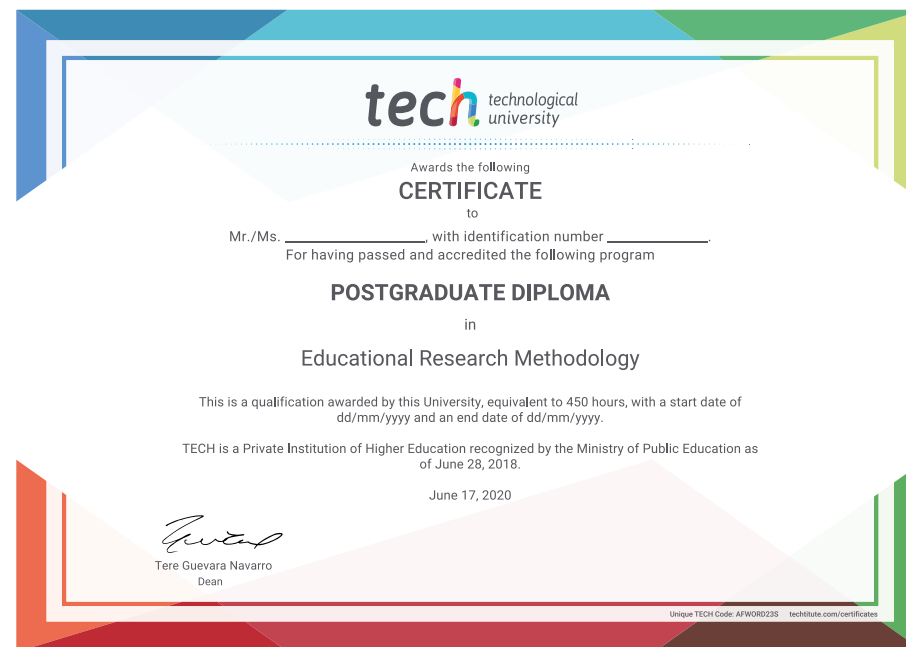 tech technological
university
Awards the following
CERTIFICATE
to
Mr./Ms. ____________________, with identification number ______________.
For having passed and accredited the following program
POSTGRADUATE DIPLOMA
in
Educational Research Methodology
This is a qualification awarded by this University, equivalent to 450 hours, with a start date of
dd/mm/yyyy and an end date of dd/mm/yyyy.
TECH is a Private Institution of Higher Education recognized by the Ministry of Public Education as
of June 28, 2018.
June 17, 2020
Tere Guevara Navarro
Dean
Unique TECH Code: AFWORD23S techtitute.com/certificates